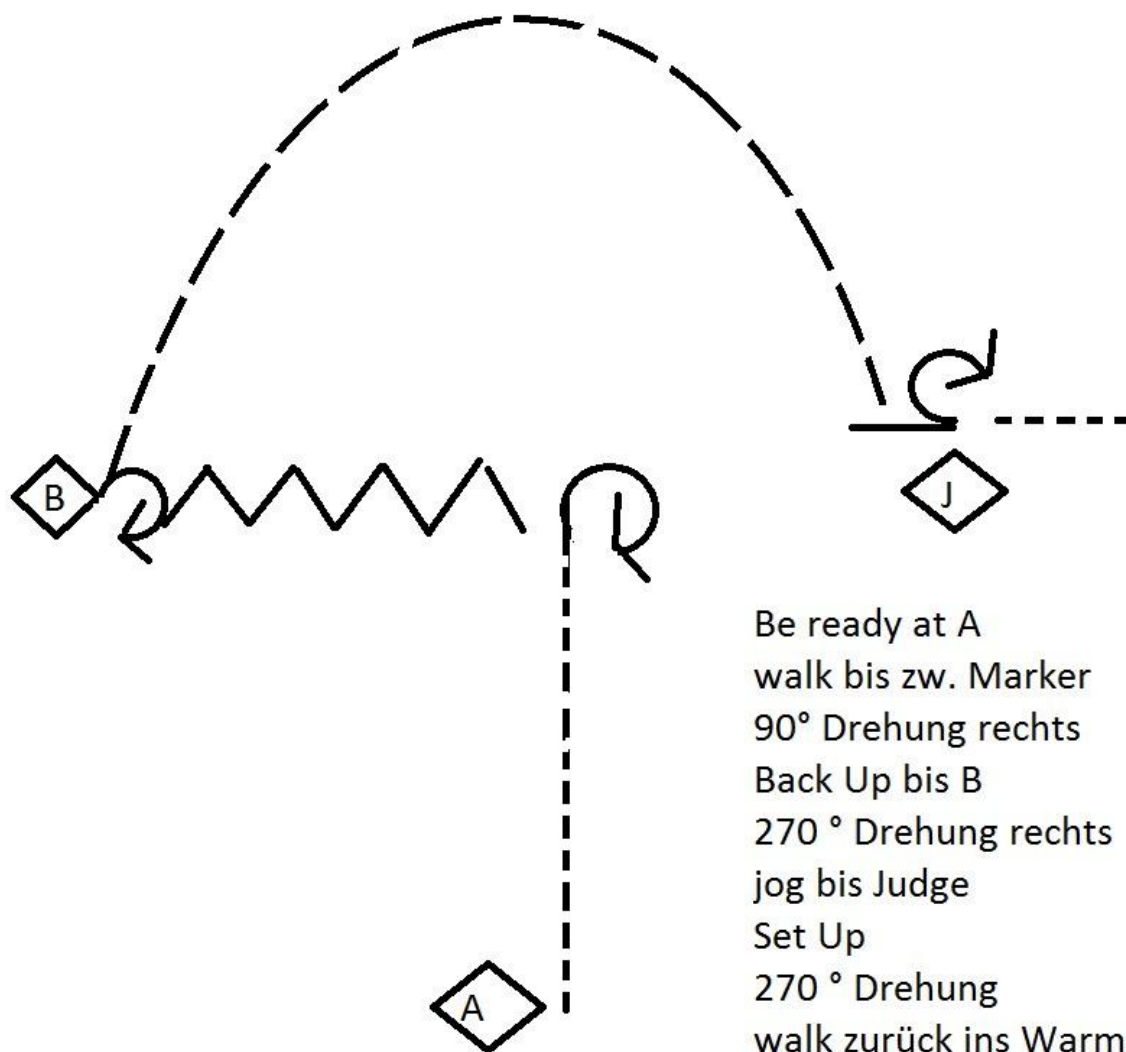 B
J
Be ready at A
walk bis zw. Marker
90° Drehung rechts
Back Up bis B
270 ° Drehung rechts
jog bis Judge
Set Up
270 ° Drehung
A
walk zurück ins Warm